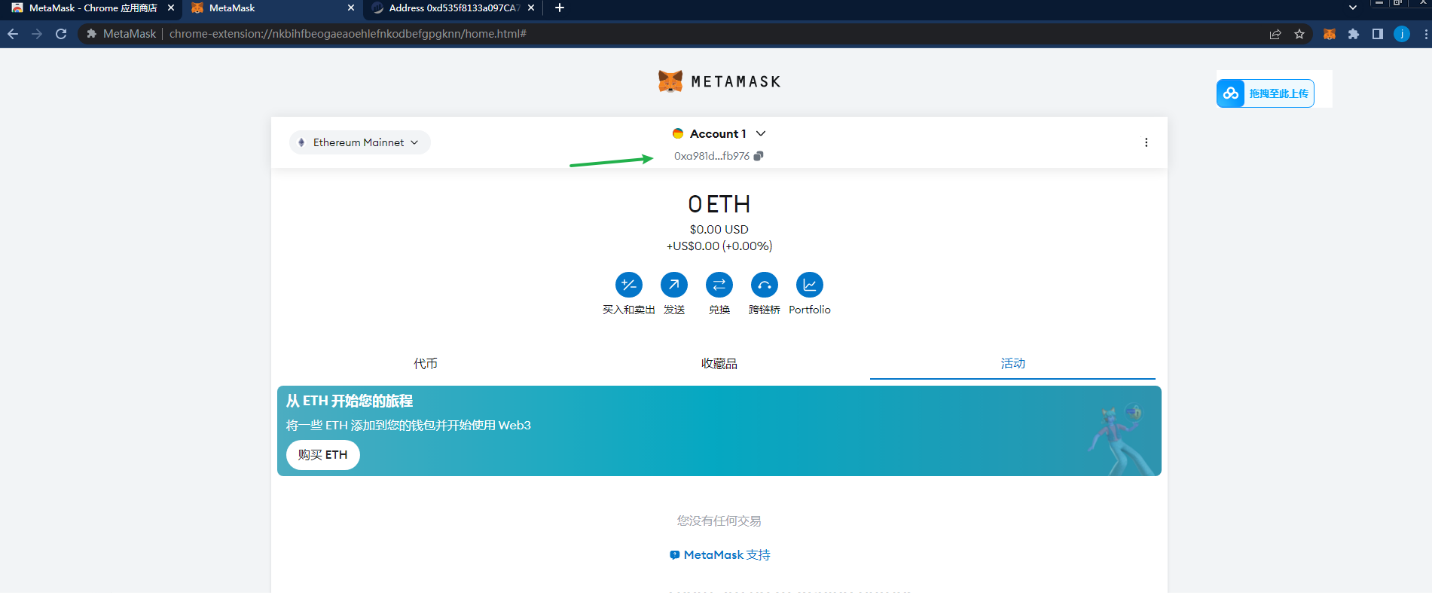 MetaMask - Chrome 应用商店
MetaMask
Address 0xd535f8133a097CA7
MetaMask | chrome-extension://nkbihfbeogaeaoehlefnkodbefgpgknn/home.html#
j
METAMASK
拖拽至此上传
Ethereum Mainnet
Account 1
0xa981d...fb976
0 ETH
$0.00 USD
+US$0.00 (+0.00%)
买入和卖出 发送 兑换 跨链桥 Portfolio
代币 收藏品 活动
从 ETH 开始您的旅程
将一些 ETH 添加到您的钱包并开始使用 Web3
购买 ETH
您没有任何交易
MetaMask 支持